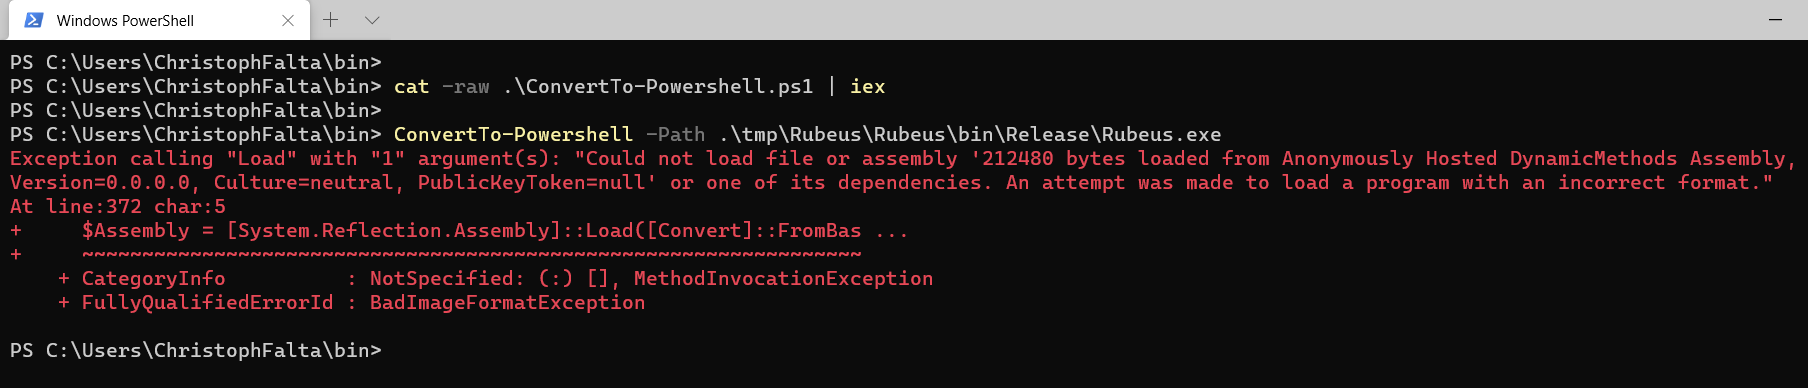 Windows PowerShell
PS C:\Users\ChristophFalta\bin>
PS C:\Users\ChristophFalta\bin> cat -raw .\ConvertTo-Powershell.ps1 | iex
PS C:\Users\ChristophFalta\bin>
PS C:\Users\ChristophFalta\bin> ConvertTo-Powershell -Path .\tmp\Rubeus\Rubeus\bin\Release\Rubeus.exe
Exception calling "Load" with "1" argument(s): "Could not load file or assembly '212480 bytes loaded from Anonymously Hosted DynamicMethods Assembly,
Version=0.0.0.0, Culture=neutral, PublicKeyToken=null' or one of its dependencies. An attempt was made to load a program with an incorrect format."
At line:372 char:5
+     $Assembly = [System.Reflection.Assembly]::Load([Convert]::FromBas ...
+     ~~~~~~~~~~~~~~~~~~~~~~~~~~~~~~~~~~~~~~~~~~~~~~~~~~~~~~~~~~~~~~~~~
    + CategoryInfo          : NotSpecified: (:) [], MethodInvocationException
    + FullyQualifiedErrorId : BadImageFormatException
PS C:\Users\ChristophFalta\bin>